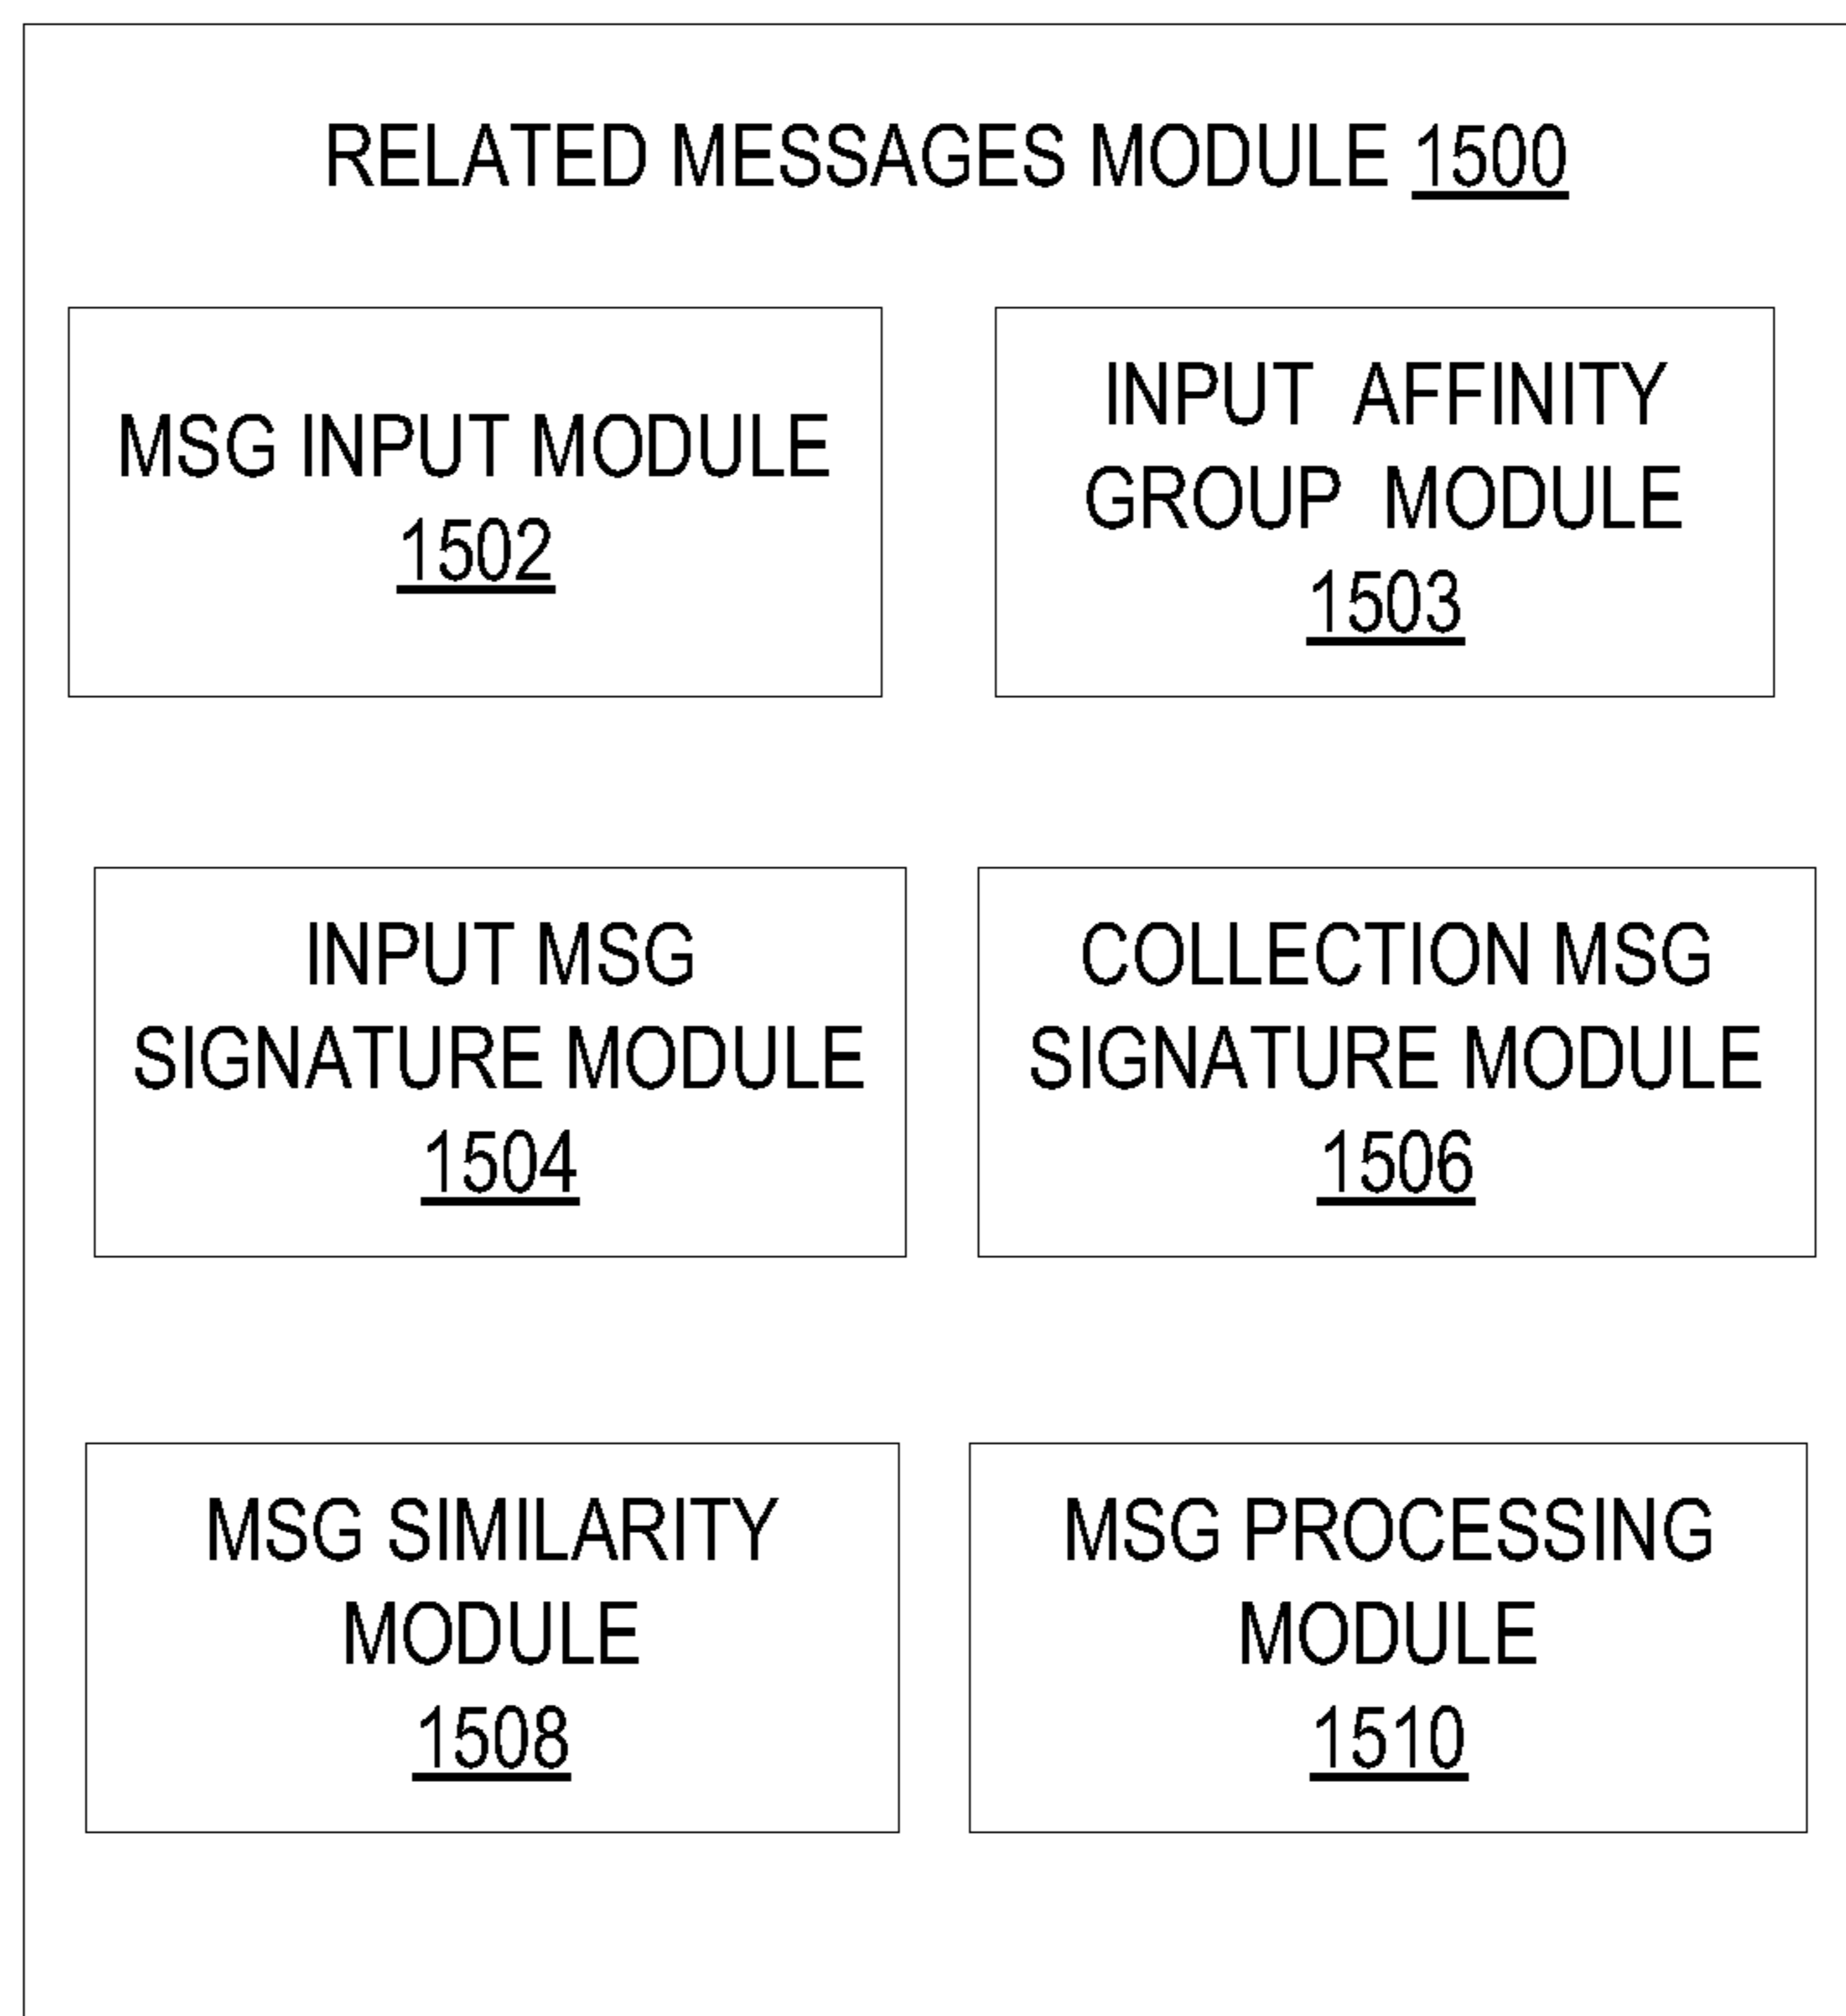 RELATED MESSAGES MODULE 1500
MSG INPUT MODULE
1502
INPUT AFFINITY
GROUP MODULE
1503
INPUT MSG
SIGNATURE MODULE
1504
COLLECTION MSG
SIGNATURE MODULE
1506
MSG SIMILARITY
MODULE
1508
MSG PROCESSING
MODULE
1510